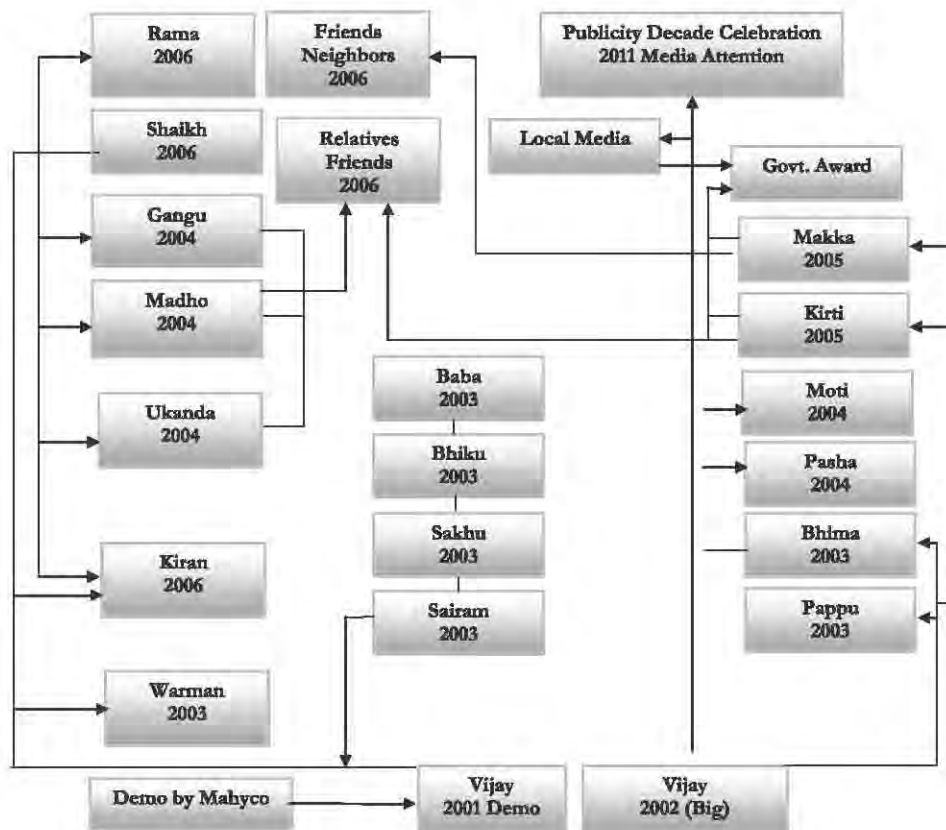 Rama
2006
Friends
Neighbors
2006
Publicity Decade Celebration
2011 Media Attention
Shaikh
2006
Relatives
Friends
2006
Local Media
Govt. Award
Gangu
2004
Makka
2005
Madho
2004
Kirti
2005
Baba
2003
Moti
2004
Ukanda
2004
Bhiku
2003
Pasha
2004
Sakhu
2003
Bhima
2003
Kiran
2006
Sairam
2003
Pappu
2003
Warman
2003
Demo by Mahyco
Vijay
2001 Demo
Vijay
2002 (Big)